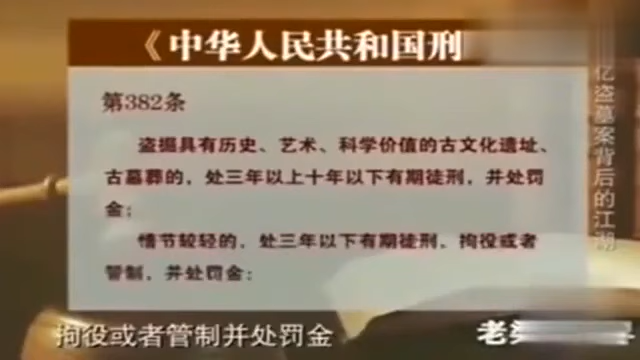 《中华人民共和国刑
第382条
盗掘具有历史、艺术、科学价值的古文化遗址、
古墓葬的，处三年以上十年以下有期徒刑，并处罚
金；
情节较轻的，处三年以下有期徒刑，拘役或者
管制，并处罚金：
亿盗墓案背后的江湖
拘役或者管制并处罚金
老